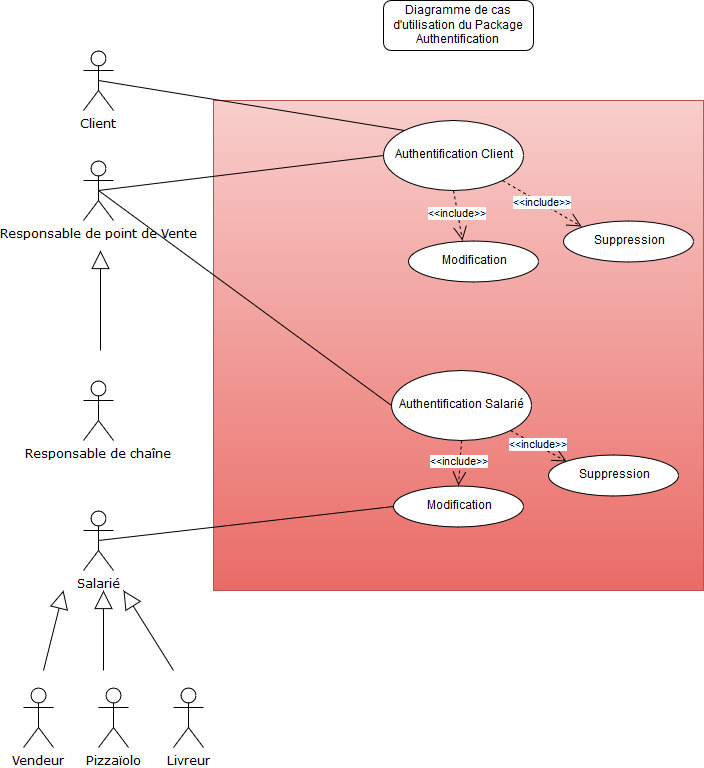 Diagramme de cas
d'utilisation du Package
Authentification
Client
Authentification Client
<<include>>
<<include>>
Responsable de point de Vente
Suppression
Modification
Responsable de chaîne
Authentification Salarié
<<include>>
<<include>>
Suppression
Modification
Salarié
Vendeur
Pizzaïolo
Livreur